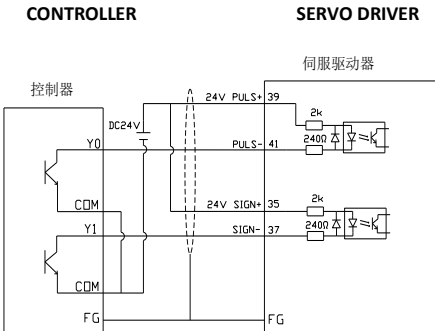 CONTROLLER
SERVO DRIVER
伺服驱动器
控制器
24V PULS+ 39
2k
DC24V
240Ω
Y0
PULS- 41
COM
24V SIGN+ 35
2k
Y1
SIGN- 37
240Ω
COM
FG
FG